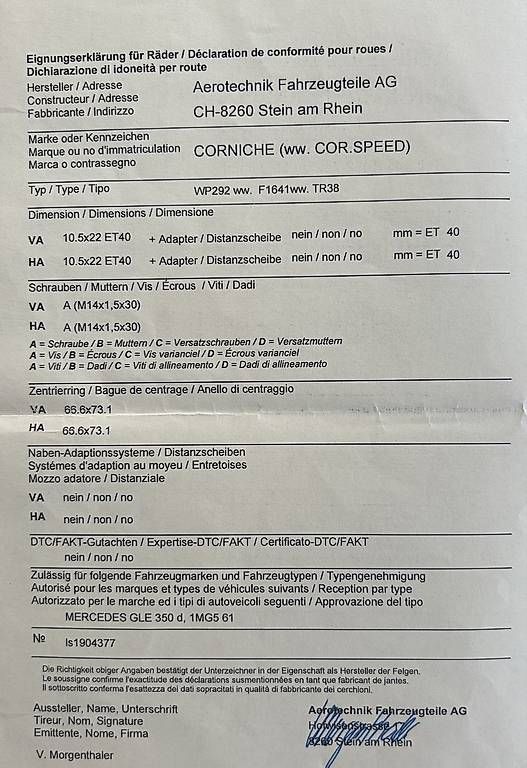 Eignungserklärung für Räder / Déclaration de conformité pour roues /
Dichiarazione di idoneità per route
Hersteller / Adresse
Constructeur / Adresse
Fabbricante / Indirizzo
Aerotechnik Fahrzeugteile AG
CH-8260 Stein am Rhein
Marke oder Kennzeichen
Marque ou no d'immatriculation
Marca o contrassegno
CORNICHE (ww. COR.SPEED)
Typ / Type / Tipo WP292 ww. F1641ww. TR38
Dimension / Dimensions / Dimensione
VA 10.5x22 ET40 + Adapter / Distanzscheibe nein / non / no mm = ET 40
HA 10.5x22 ET40 + Adapter / Distanzscheibe nein / non / no mm = ET 40
Schrauben / Muttern / Vis / Écrous / Viti / Dadi
VA A (M14x1,5x30)
HA A (M14x1,5x30)
A = Schraube / B = Muttern / C = Versatzschrauben / D = Versatzmuttern
A = Vis / B = Écrous / C = Vis varianciel / D = Écrous varianciel
A = Viti / B = Dadi / C = Viti di allineamento / D = Dadi di allineamento
Zentrierring / Bague de centrage / Anello di centraggio
VA 66.6x73.1
HA 66.6x73.1
Naben-Adaptionssysteme / Distanzscheiben
Systémes d'adaption au moyeu / Entretoises
Mozzo adatore / Distanziale
VA nein / non / no
HA nein / non / no
DTC/FAKT-Gutachten / Expertise-DTC/FAKT / Certificato-DTC/FAKT
nein / non / no
Zulässig für folgende Fahrzeugmarken und Fahrzeugtypen / Typengenehmigung
Autorisé pour les marques et types de véhicules suivants / Reception par type
Autorizzato per le marche ed i tipi di autoveicoli seguenti / Approvazione del tipo
MERCEDES GLE 350 d, 1MG5 61
№ ls1904377
Die Richtigkeit obiger Angaben bestätigt der Unterzeichner in der Eigenschaft als Hersteller der Felgen.
Le soussigne confirme l'exactitude des déclarations susmentionnées en tant que fabricant de jantes.
Il sottoscritto conferma l'esattezza dei dati sopracitati in qualità di fabbricante dei cerchioni.
Aussteller, Name, Unterschrift
Tireur, Nom, Signature
Emittente, Nome, Firma
V. Morgenthaler
Aerotechnik Fahrzeugteile AG
8260 Stein am Rhein